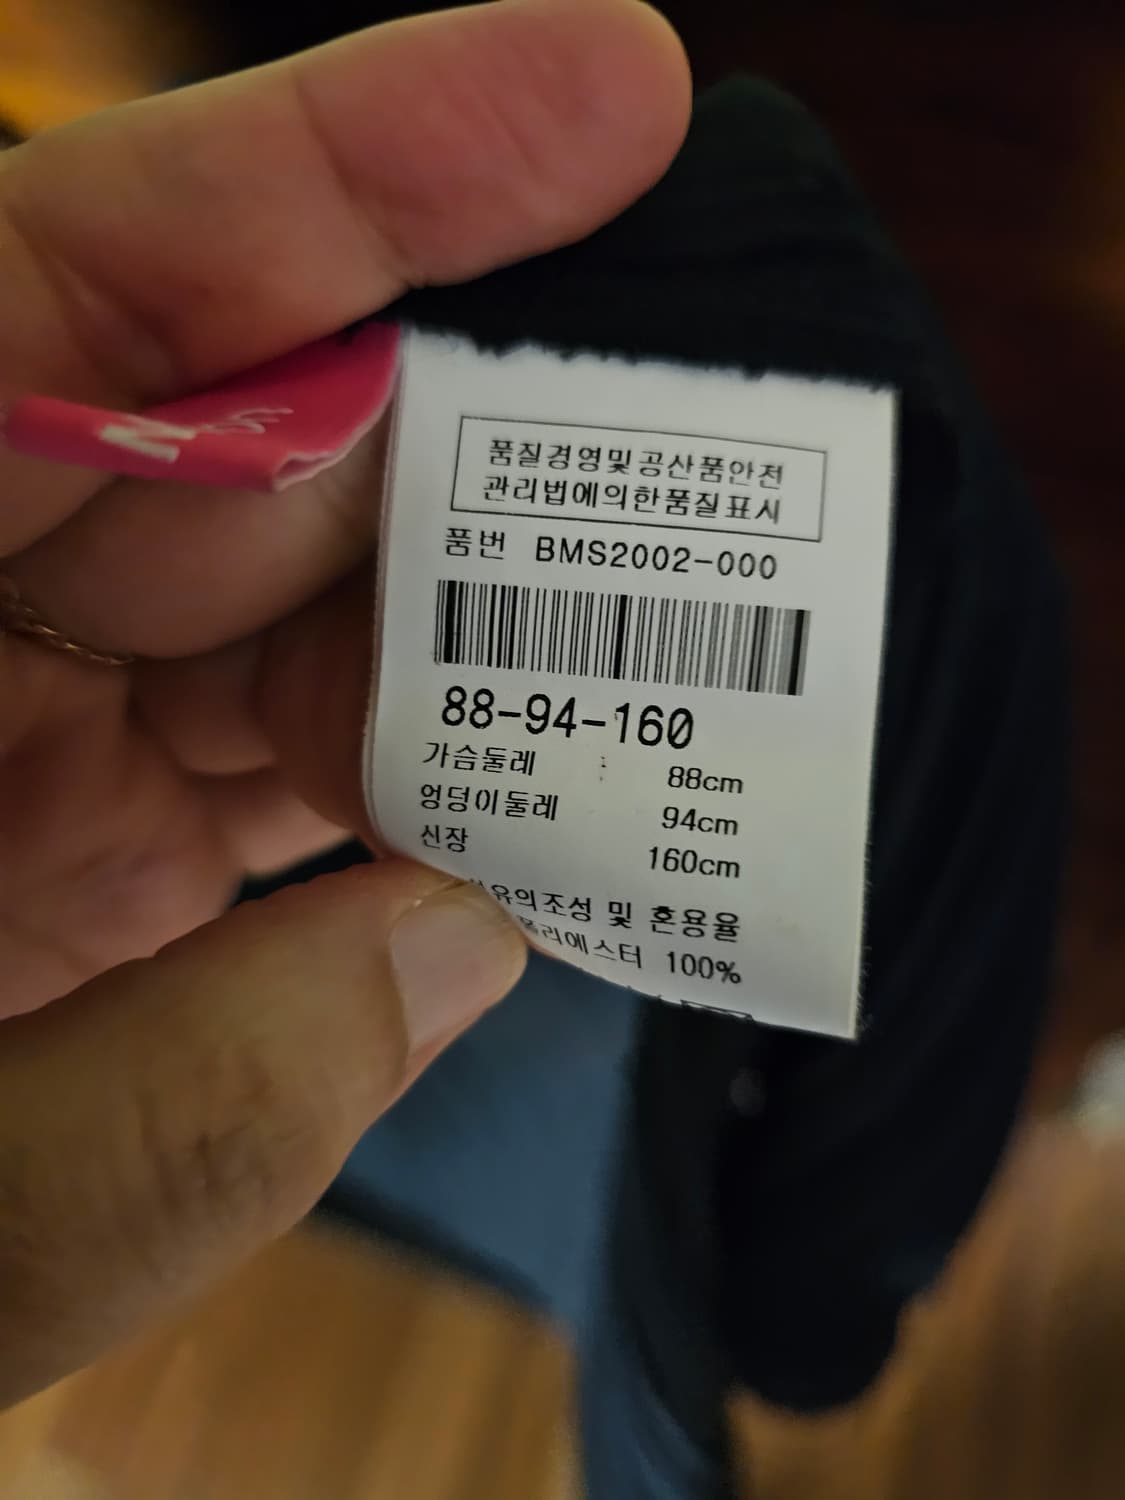 품질경영및공산품안전
관리법에의한품질표시
품번 BMS2002-000
88-94-160
가슴둘레 : 88cm
엉덩이둘레 94cm
신장 160cm
섬유의조성 및 혼용율
폴리에스터 100%